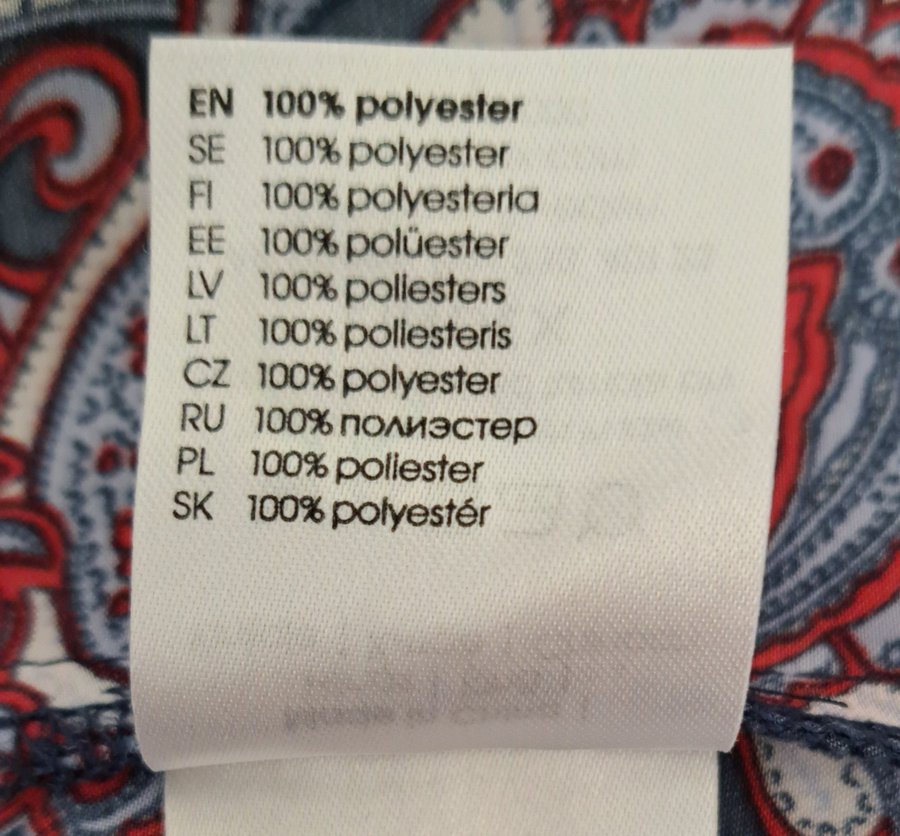 EN 100% polyester
SE 100% polyester
FI 100% polyesteria
EE 100% polüester
LV 100% poliesters
LT 100% poliesteris
CZ 100% polyester
RU 100% полиэстер
PL 100% poliester
SK 100% polyestér